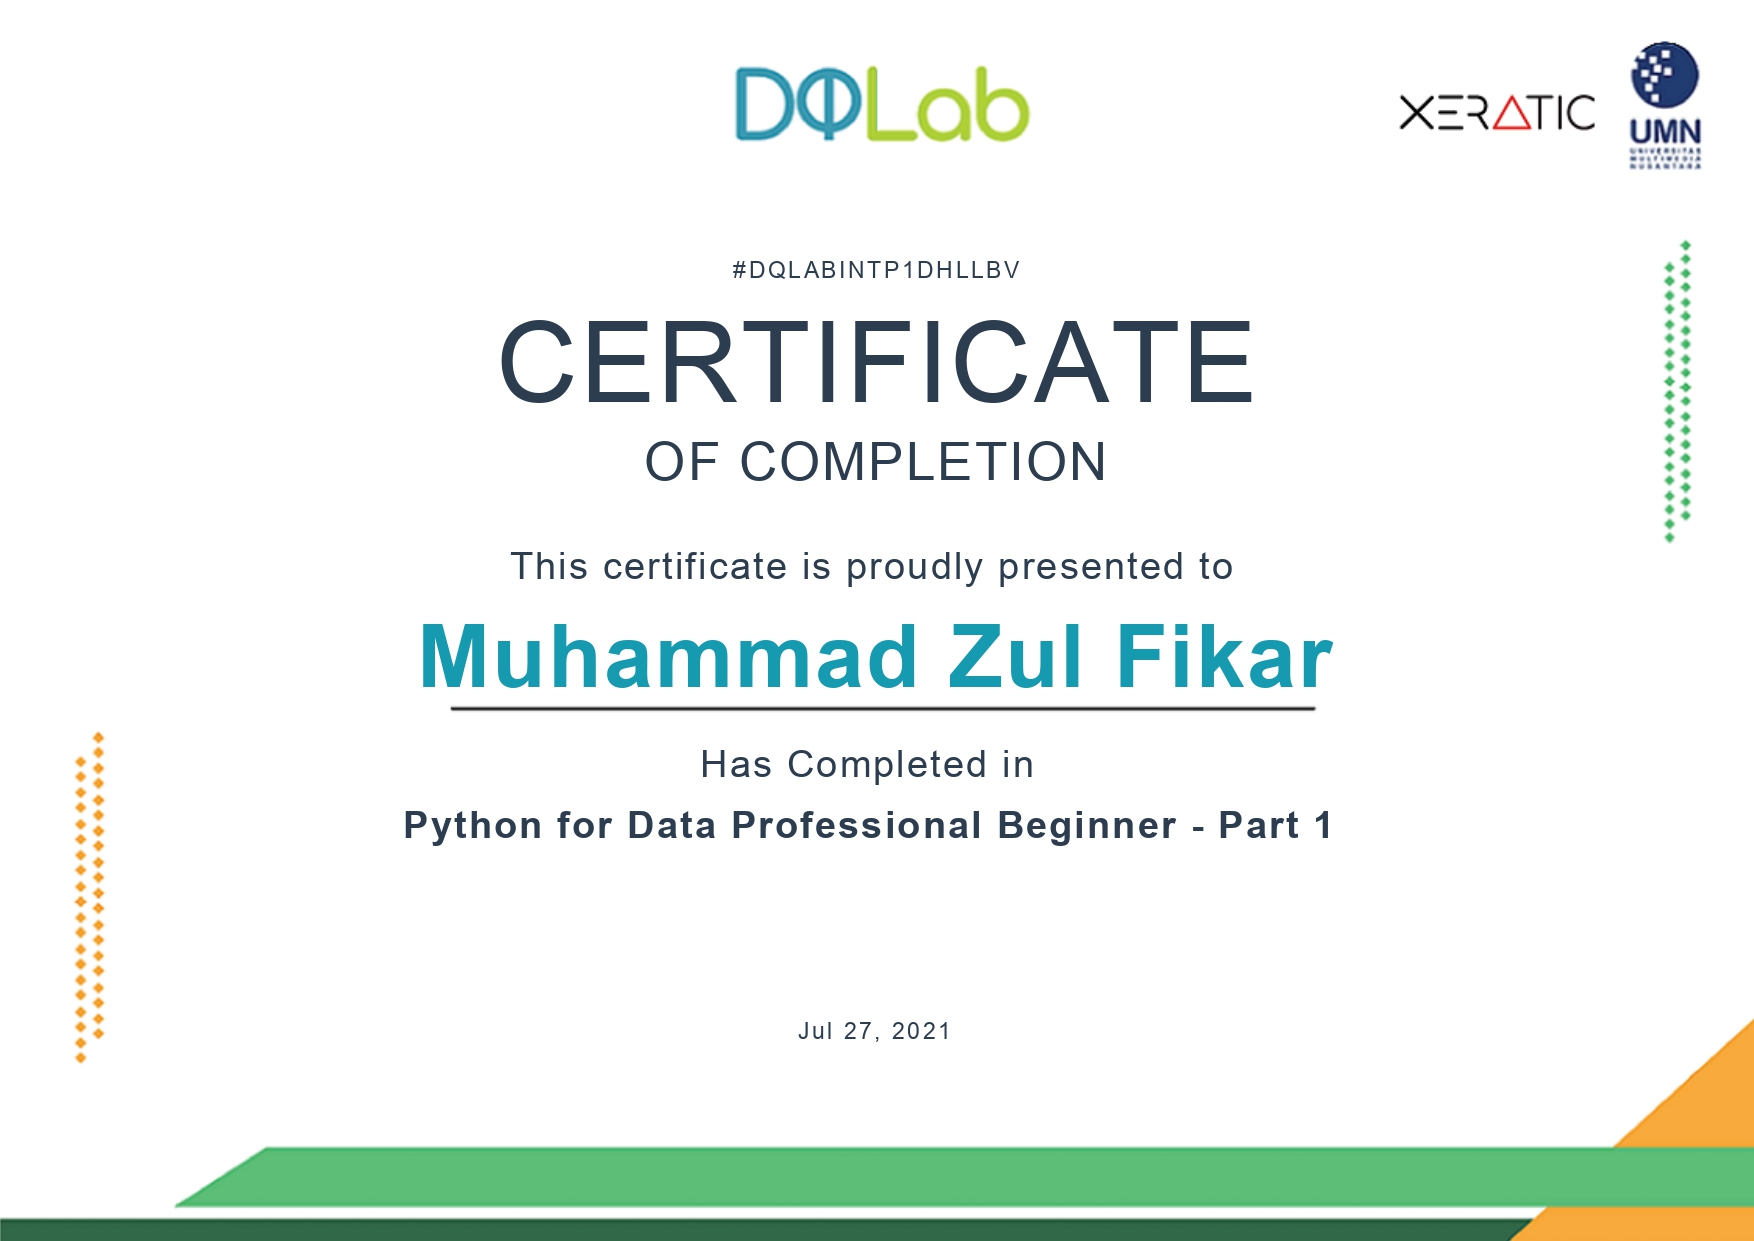 DQLab
XERATIC
UMN
UNIVERSITAS
MULTIMEDIA
NUSANTARA
#DQLABINTP1DHLLBV
CERTIFICATE
OF COMPLETION
This certificate is proudly presented to
Muhammad Zul Fikar
Has Completed in
Python for Data Professional Beginner - Part 1
Jul 27, 2021